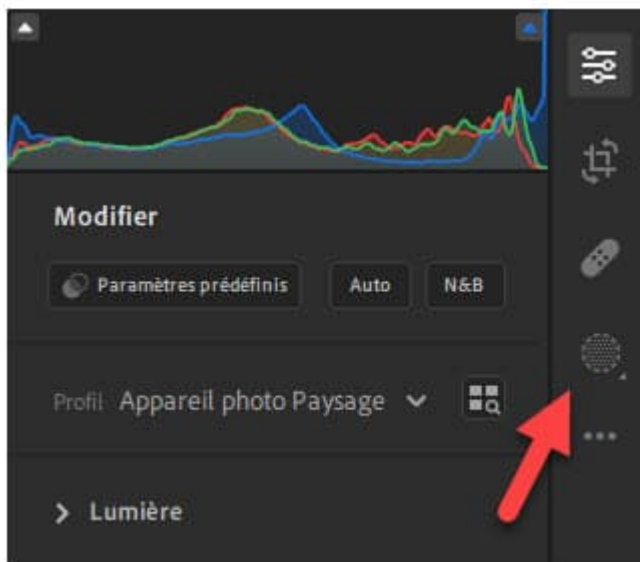 Modifier
Paramètres prédéfinis Auto N&B
Profil Appareil photo Paysage
Lumière